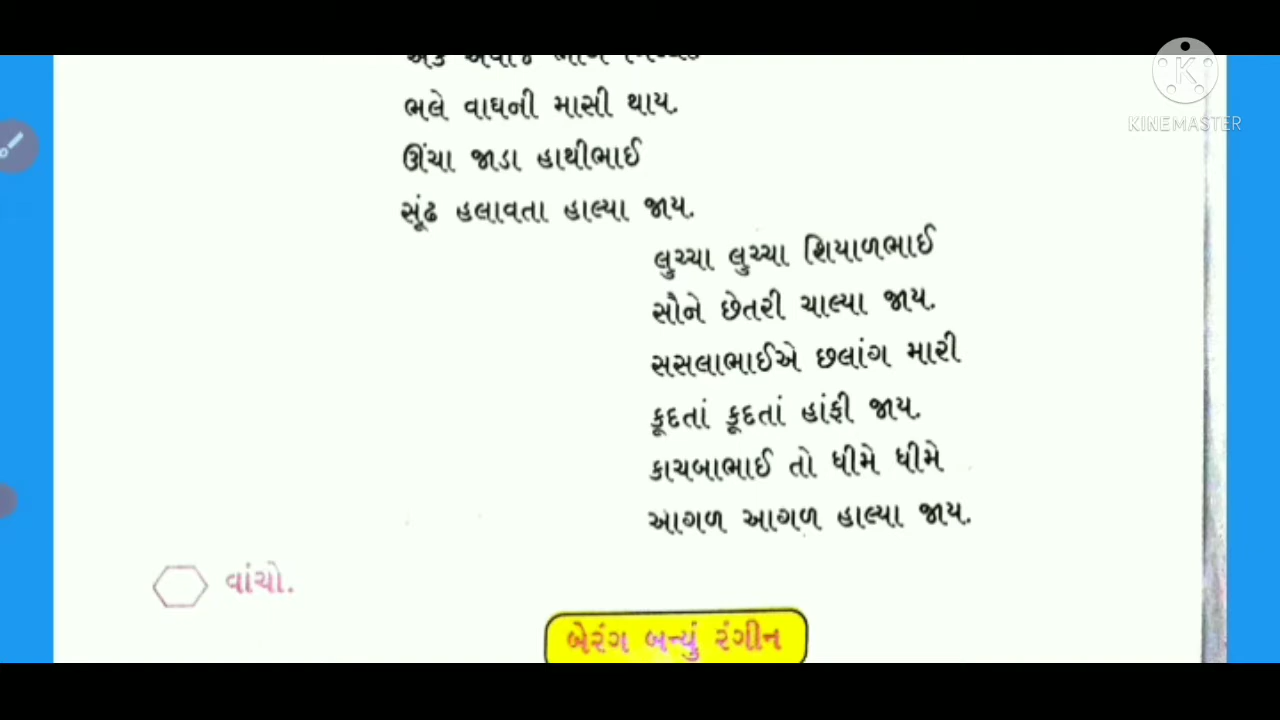 ભલે વાઘની માસી થાય.
ઊંચા જાડા હાથીભાઈ
સૂંઢ હલાવતા હાલ્યા જાય.
લુચ્ચા લુચ્ચા શિયાળભાઈ
સૌને છેતરી ચાલ્યા જાય.
સસલાભાઈએ છલાંગ મારી
કૂદતાં કૂદતાં હાંફી જાય.
કાચબાભાઈ તો ધીમે ધીમે
આગળ આગળ હાલ્યા જાય.
વાંચો.
બેરંગ બન્યું રંગીન
K
KINEMASTER